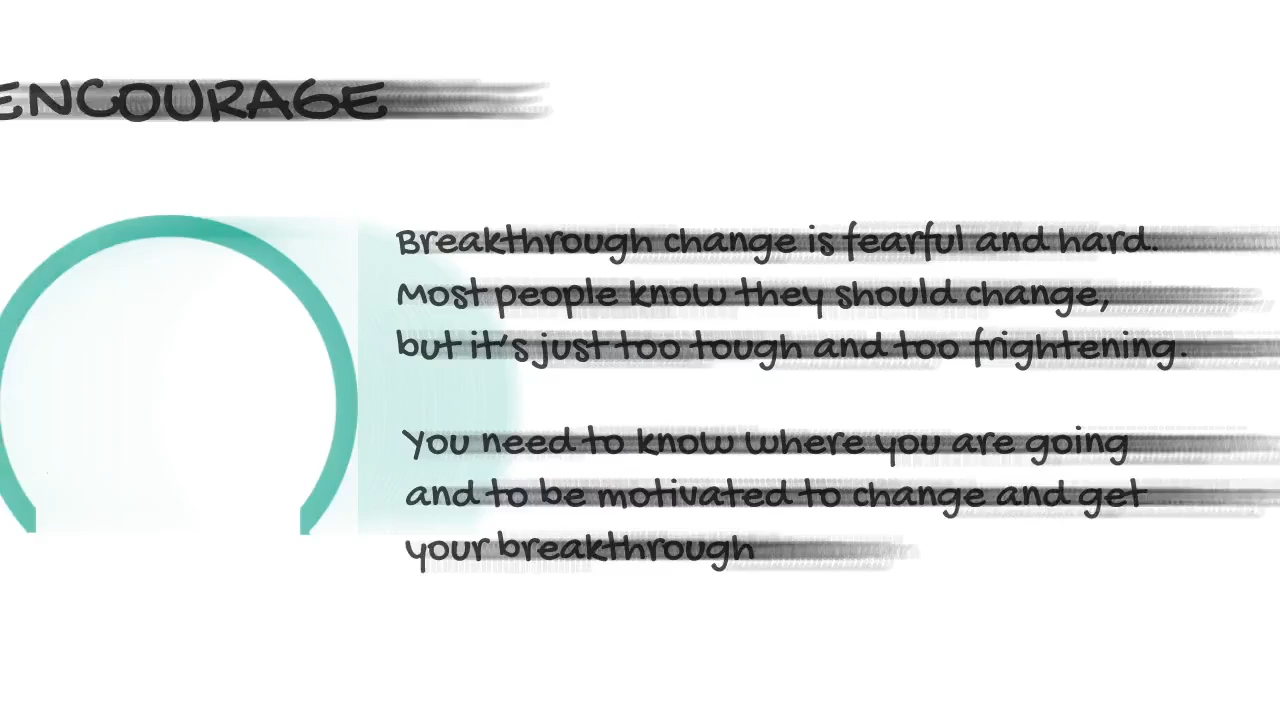 ENCOURAGE
Breakthrough change is fearful and hard.
Most people know they should change,
but it's just too tough and too frightening.
You need to know where you are going
and to be motivated to change and get
your breakthrough